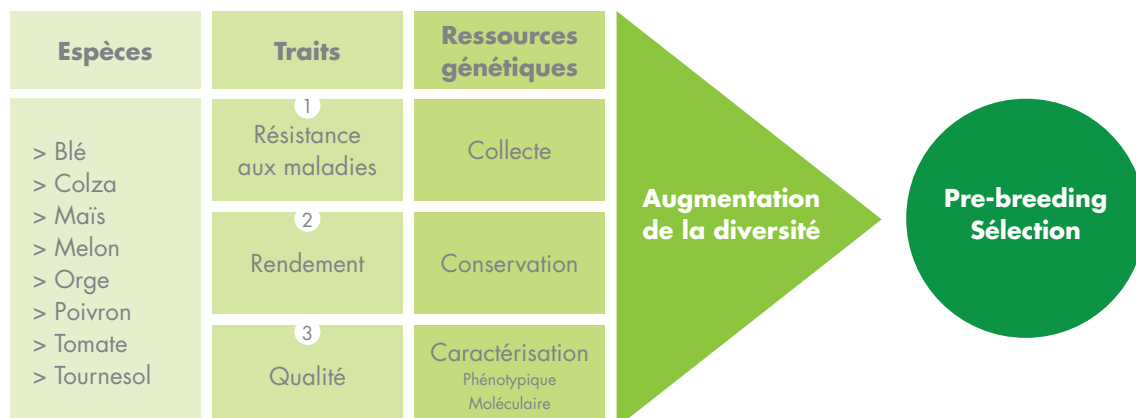 Espèces
> Blé
> Colza
> Maïs
> Melon
> Orge
> Poivron
> Tomate
> Tournesol
Traits
1
Résistance
aux maladies
2
Rendement
3
Qualité
Ressources
génétiques
Collecte
Conservation
Caractérisation
Phénotypique
Moléculaire
Augmentation
de la diversité
Pre-breeding
Sélection